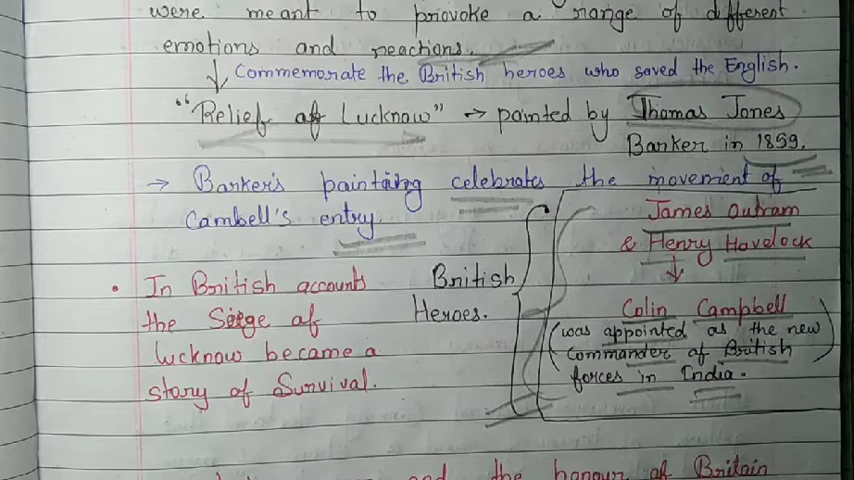 were meant to provoke a range of different
emotions and reactions.
↓ Commemorate the British heroes who saved the English.
"Relief of Lucknow" → painted by Thomas Jones
Barker in 1859.
→ Barker's painting celebrates the movement of
Cambell's entry.
James Outram
& Henry Havelock
↓
• In British accounts
the Seige of
lucknow became a
story of Survival.
British
Heroes.
Colin Campbell
(was appointed as the new
commander of British
forces in India.)
and the honour of Britain